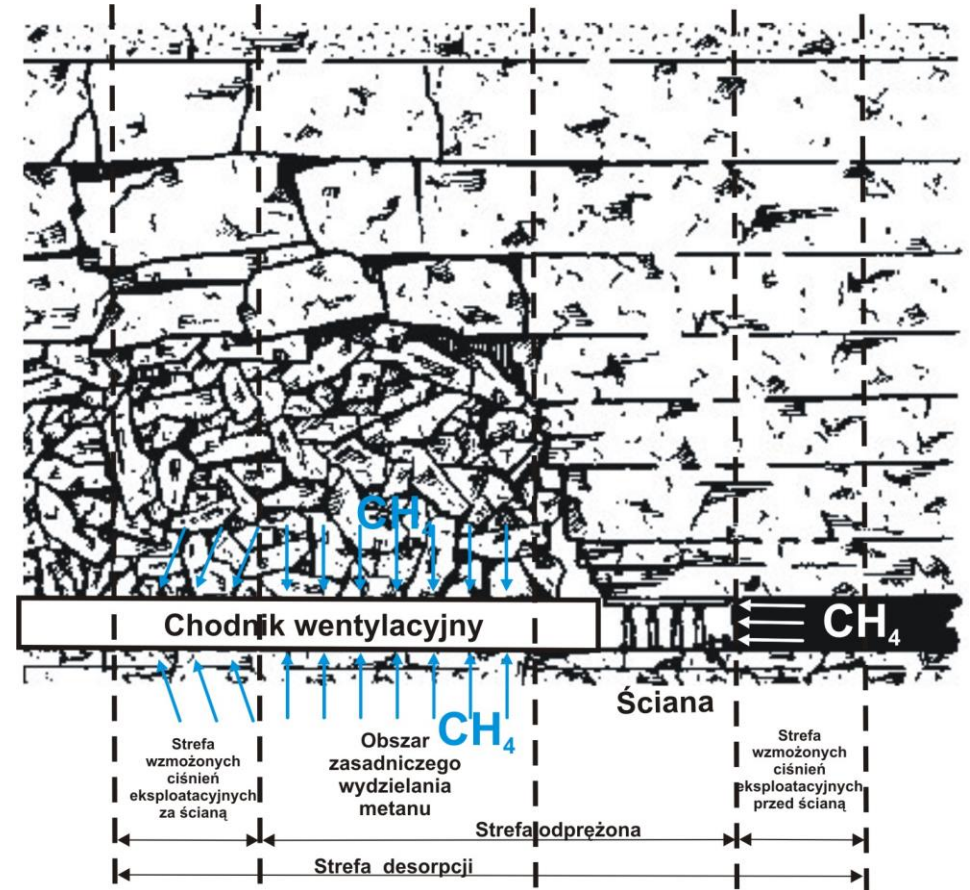 CH4
Chodnik wentylacyjny
CH4
Ściana
CH4
Strefa
wzmożonych
ciśnień
eksploatacyjnych
za ścianą
Obszar
zasadniczego
wydzielania
metanu
Strefa
wzmożonych
ciśnień
eksploatacyjnych
przed ścianą
Strefa odprężona
Strefa desorpcji